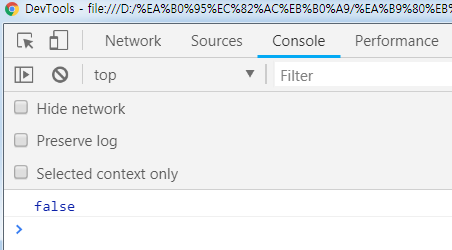 DevTools - file:///D:/%EA%B0%95%EC%82%AC%EB%B0%A9/%EA%B9%80%EB%
Network Sources Console Performance
top Filter
Hide network
Preserve log
Selected context only
false
>